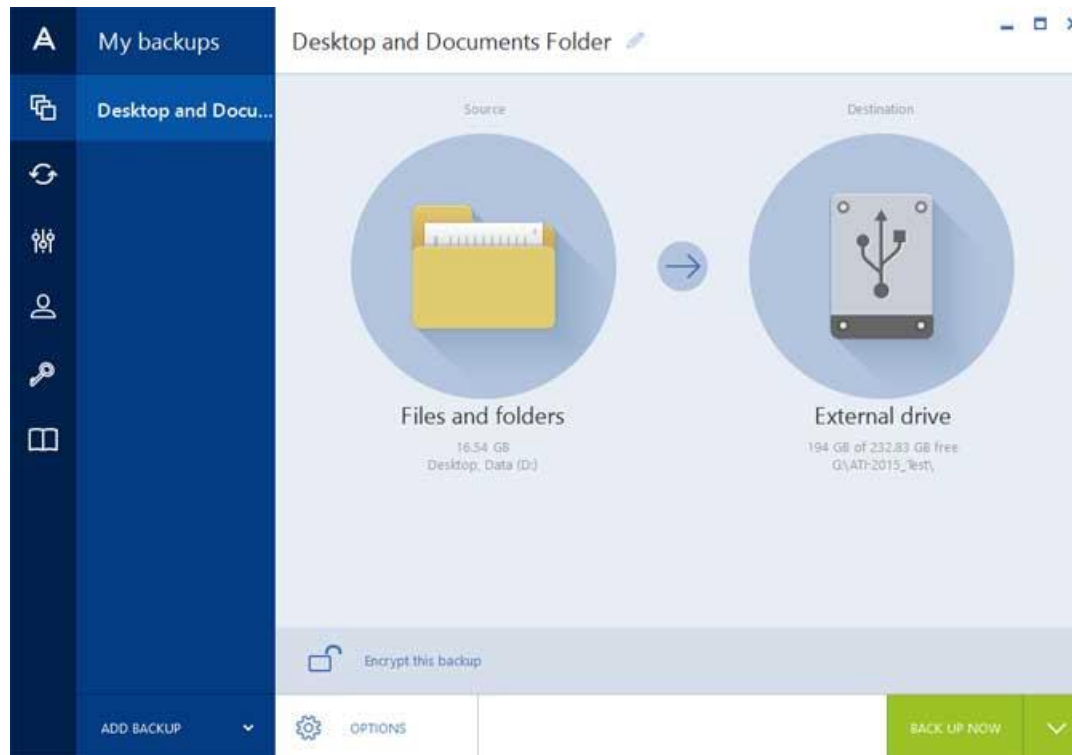 My backups
Desktop and Documents Folder
Desktop and Docu...
Source
Destination
Files and folders
16.54 GB
Desktop, Data (D:)
External drive
194 GB of 232.83 GB free
G:\ATI-2015_Test\
Encrypt this backup
ADD BACKUP
OPTIONS
BACK UP NOW